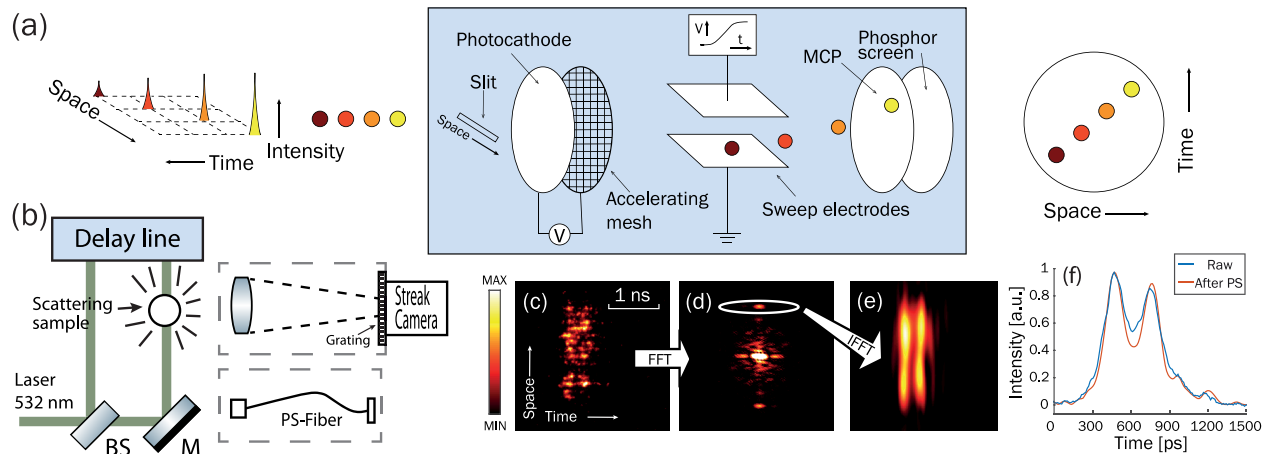 (a)
Space
Time
Intensity
Photocathode
Slit
Space
Accelerating
mesh
V
V
t
Sweep electrodes
MCP
Phosphor
screen
Time
Space
(b)
Delay line
Scattering
sample
Laser
532 nm
BS
M
Grating
Streak
Camera
PS-Fiber
MAX
MIN
(c)
1 ns
Space
Time
FFT
(d)
IFFT
(e)
(f)
Raw
After PS
Intensity [a.u.]
1
0.8
0.6
0.4
0.2
0
0
300
600
900
1200
1500
Time [ps]